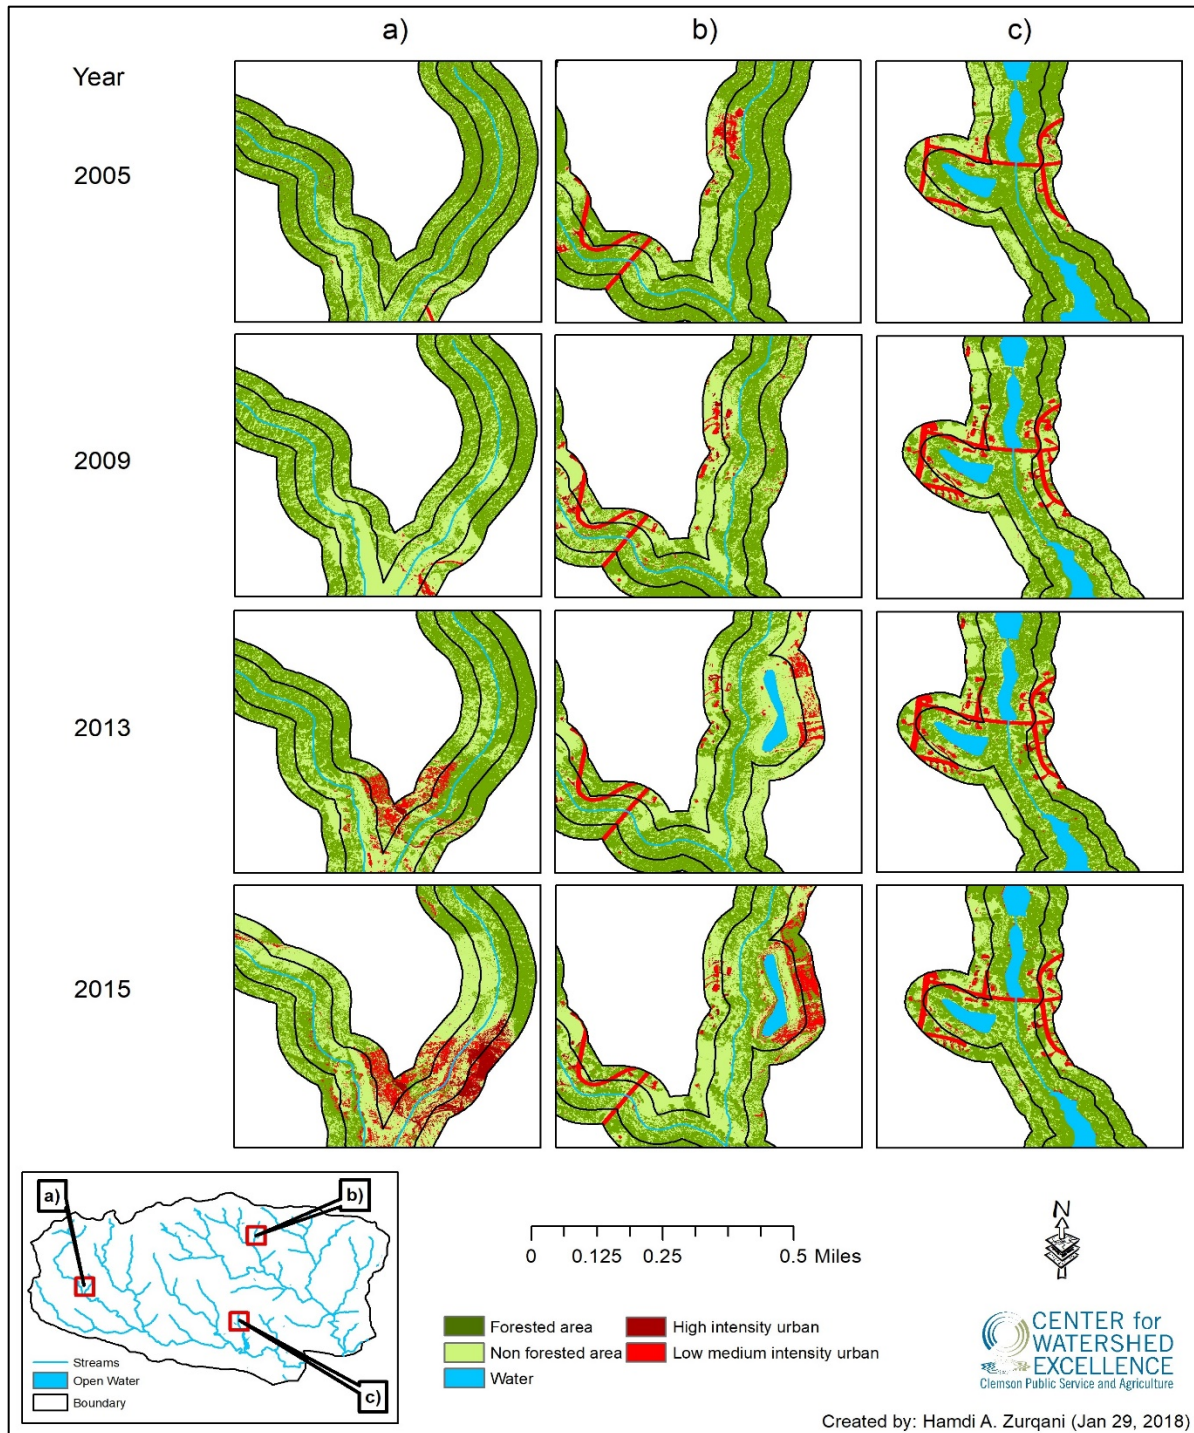 a) b) c)
Year
2005
2009
2013
2015
a)
b)
c)
Streams
Open Water
Boundary
0 0.125 0.25 0.5 Miles
N
Forested area
Non forested area
Water
High intensity urban
Low medium intensity urban
CENTER for
WATERSHED
EXCELLENCE
Clemson Public Service and Agriculture
Created by: Hamdi A. Zurqani (Jan 29, 2018)